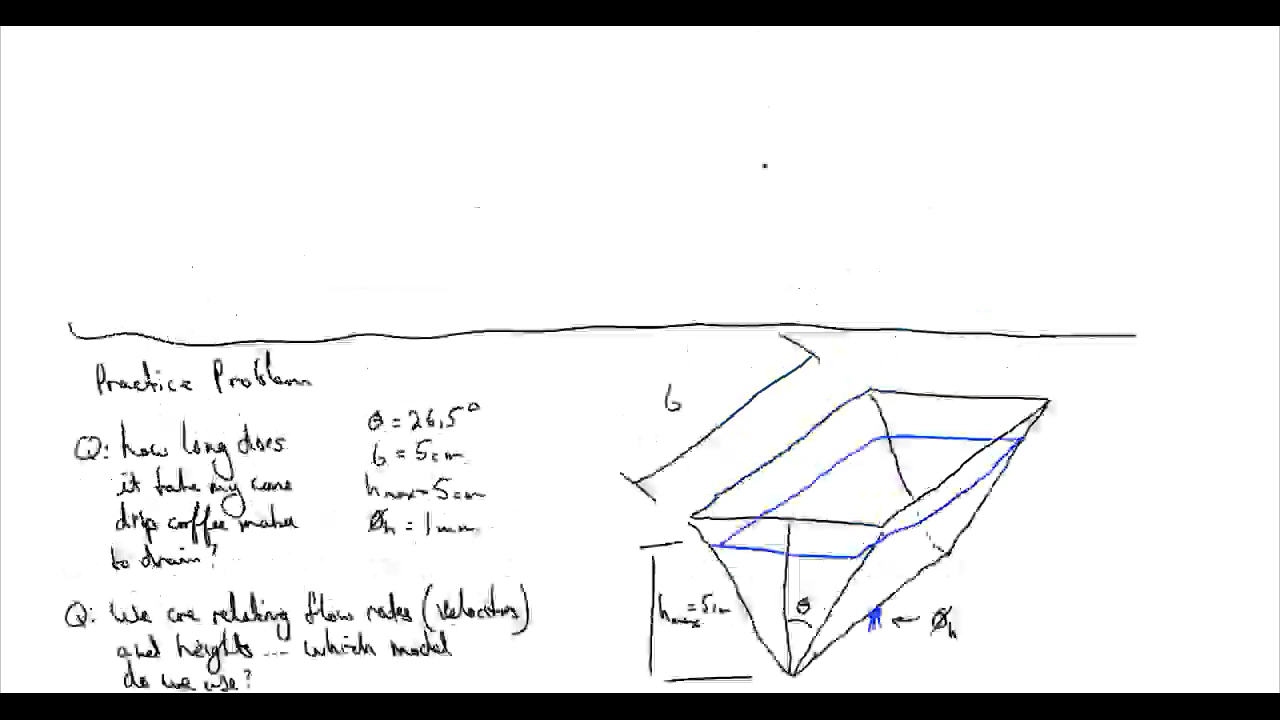 Practice Problem
Q: how long does
it take my cone
drip coffee maker
to drain?
θ = 26,5°
b = 5cm
hmax = 5cm
Øh = 1mm
Q: We are relating flow rates (velocities)
and heights ... which model
do we use?
b
hmax = 5cm
θ
← Øh